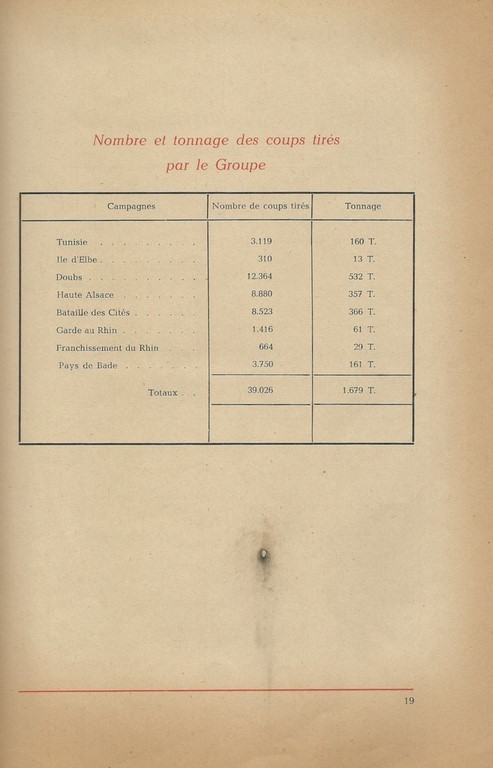 Nombre et tonnage des coups tirés
par le Groupe
Campagnes Nombre de coups tirés Tonnage
Tunisie . . . . . . . . 3.119 160 T.
Ile d'Elbe . . . . . . . . 310 13 T.
Doubs . . . . . . . . . 12.364 532 T.
Haute Alsace . . . . . . 8.880 357 T.
Bataille des Cités . . . . . 8.523 366 T.
Garde au Rhin . . . . . . 1.416 61 T.
Franchissement du Rhin . . . 664 29 T.
Pays de Bade . . . . . . 3.750 161 T.
Totaux . . 39.026 1.679 T.
19